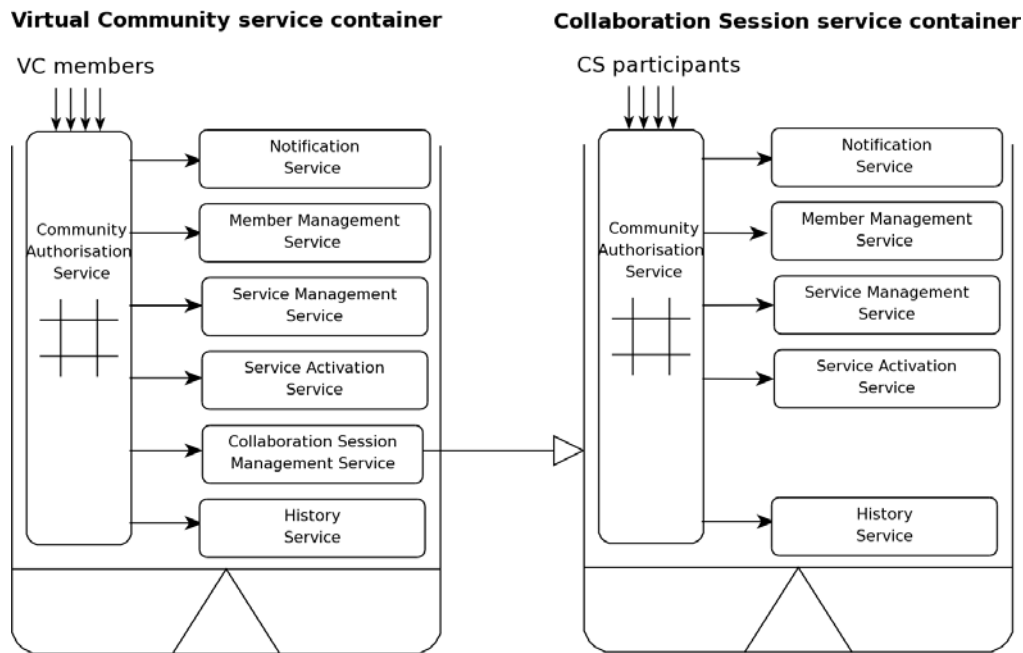 Virtual Community service container
VC members
Community
Authorisation
Service
Notification
Service
Member Management
Service
Service Management
Service
Service Activation
Service
Collaboration Session
Management Service
History
Service
Collaboration Session service container
CS participants
Community
Authorisation
Service
Notification
Service
Member Management
Service
Service Management
Service
Service Activation
Service
History
Service